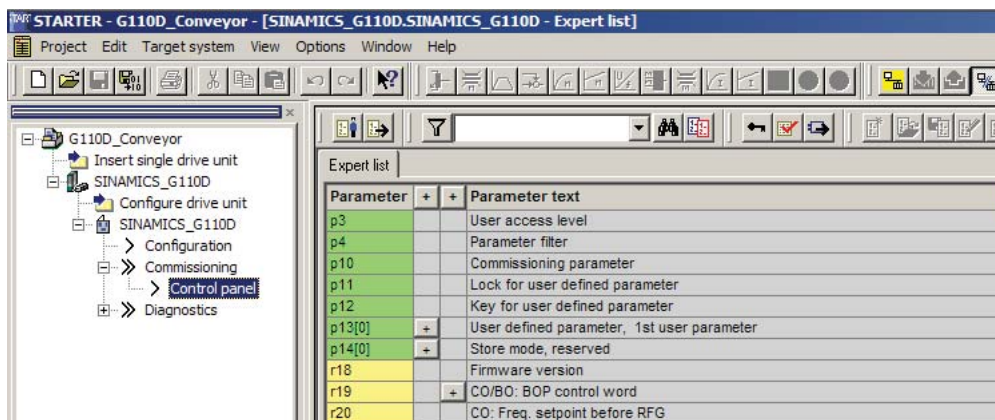 STARTER - G110D_Conveyor - [SINAMICS_G110D.SINAMICS_G110D - Expert list]
Project Edit Target system View Options Window Help
G110D_Conveyor
Insert single drive unit
SINAMICS_G110D
Configure drive unit
SINAMICS_G110D
Configuration
Commissioning
Control panel
Diagnostics
Expert list
Parameter + + Parameter text
p3 User access level
p4 Parameter filter
p10 Commissioning parameter
p11 Lock for user defined parameter
p12 Key for user defined parameter
p13[0] + User defined parameter, 1st user parameter
p14[0] + Store mode, reserved
r18 Firmware version
r19 + CO/BO: BOP control word
r20 CO: Freq. setpoint before RFG